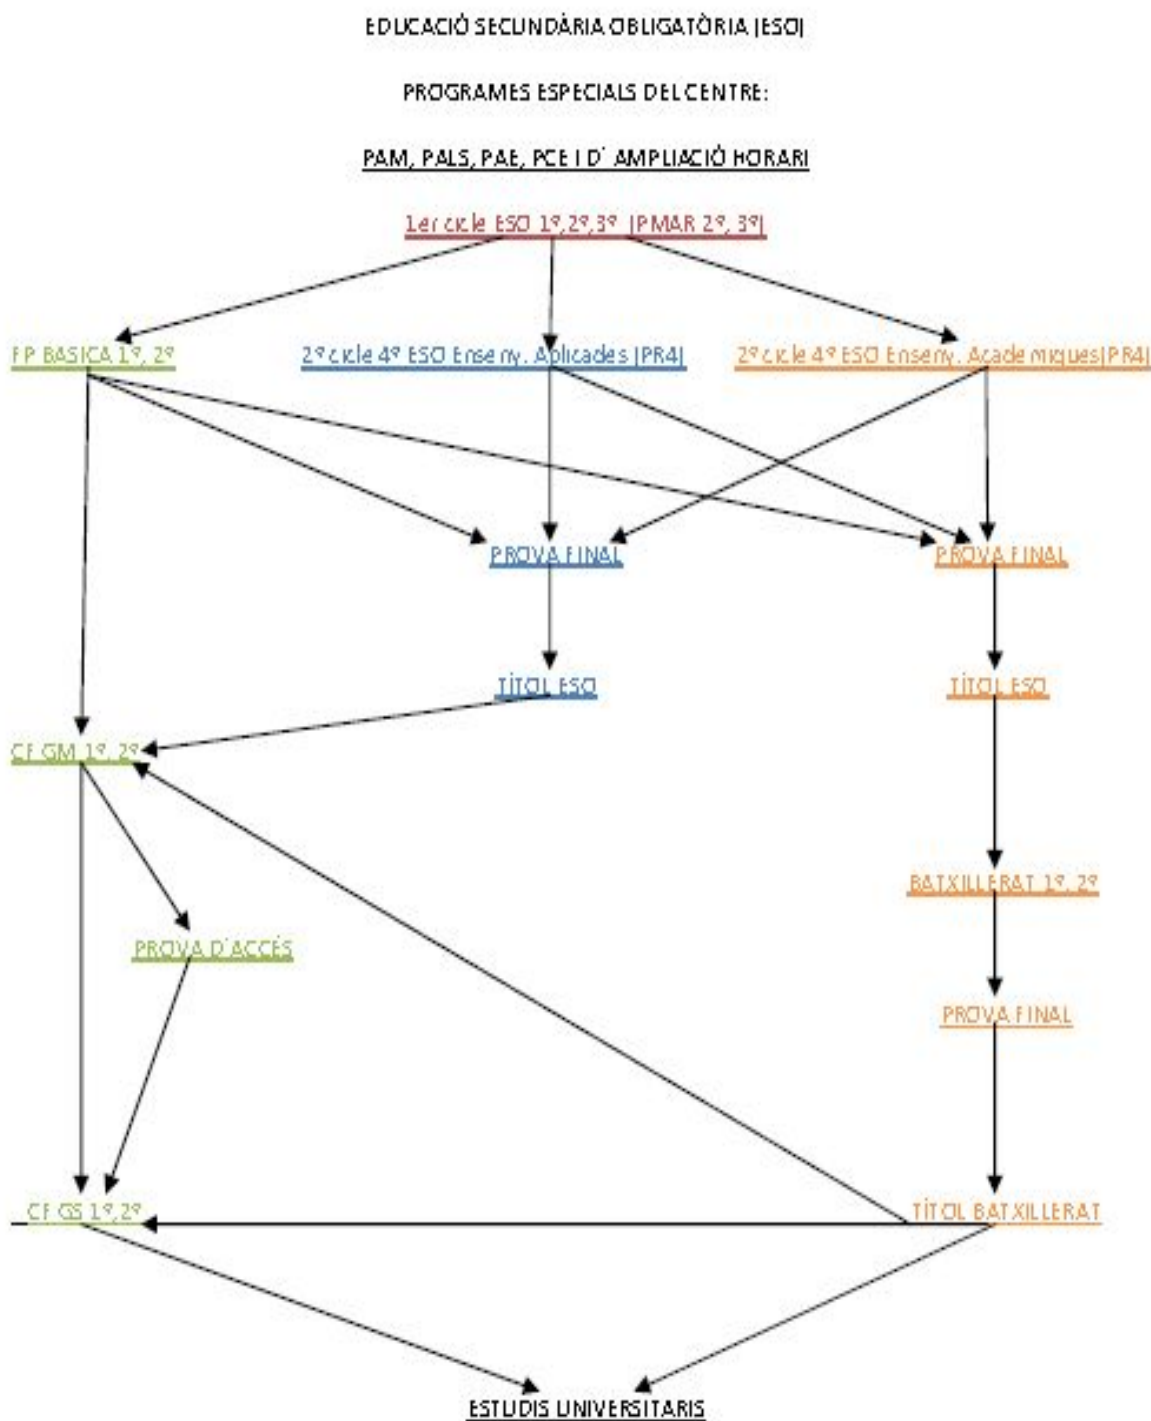 EDUCACIÓ SECUNDÀRIA OBLIGATÒRIA (ESO)
PROGRAMES ESPECIALS DEL CENTRE:
PAM, PALS, PAE, PCE I D´ AMPLIACIÓ HORARI
1er cicle ESO 1º,2º,3º (PMAR 2º, 3º)
FP BASICA 1º, 2º
2º cicle 4º ESO Enseny. Aplicades (PR4)
2º cicle 4º ESO Enseny. Academiques(PR4)
PROVA FINAL
PROVA FINAL
TÍTOL ESO
TÍTOL ESO
CF GM 1º, 2º
BATXILLERAT 1º, 2º
PROVA D´ACCÉS
PROVA FINAL
CF GS 1º,2º
TÍTOL BATXILLERAT
ESTUDIS UNIVERSITARIS